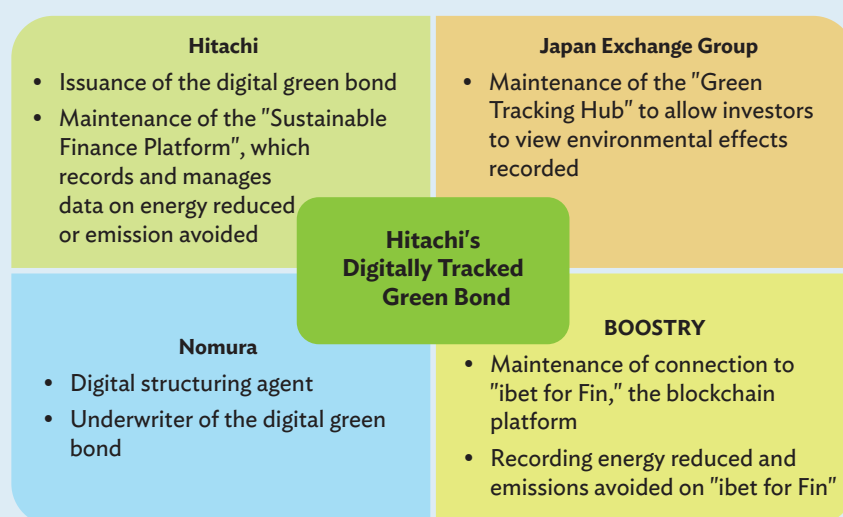 Hitachi
• Issuance of the digital green bond
• Maintenance of the "Sustainable
Finance Platform", which
records and manages
data on energy reduced
or emission avoided
Japan Exchange Group
• Maintenance of the "Green
Tracking Hub" to allow investors
to view environmental effects
recorded
Hitachi's
Digitally Tracked
Green Bond
Nomura
• Digital structuring agent
• Underwriter of the digital green
bond
BOOSTRY
• Maintenance of connection to
"ibet for Fin," the blockchain
platform
• Recording energy reduced and
emissions avoided on "ibet for Fin"